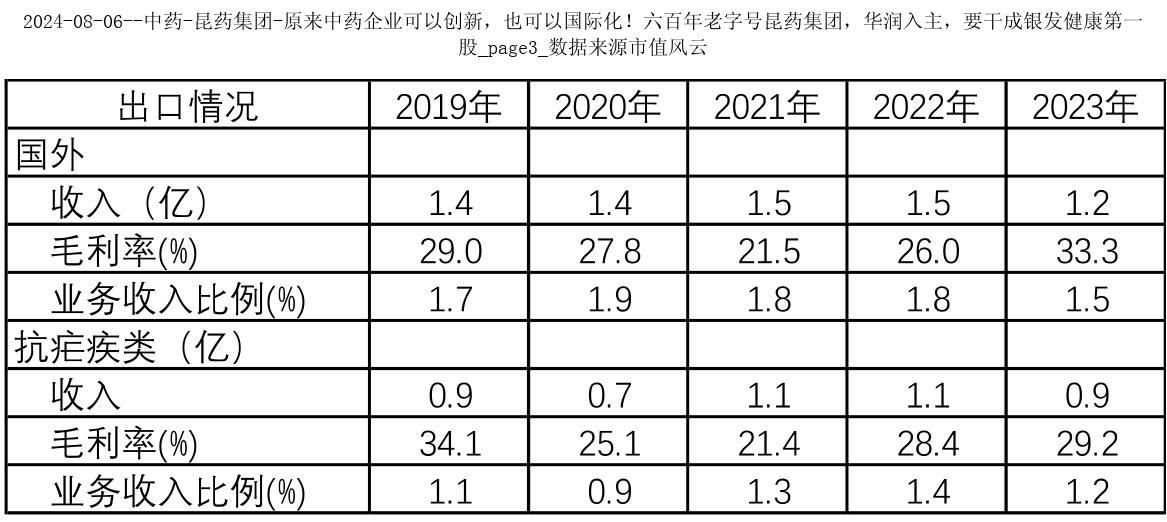 2024-08-06--中药-昆药集团-原来中药企业可以创新，也可以国际化！六百年老字号昆药集团，华润入主，要干成银发健康第一
股_page3_数据来源市值风云
出口情况 2019年 2020年 2021年 2022年 2023年
国外
收入（亿） 1.4 1.4 1.5 1.5 1.2
毛利率(%) 29.0 27.8 21.5 26.0 33.3
业务收入比例(%) 1.7 1.9 1.8 1.8 1.5
抗疟疾类（亿）
收入 0.9 0.7 1.1 1.1 0.9
毛利率(%) 34.1 25.1 21.4 28.4 29.2
业务收入比例(%) 1.1 0.9 1.3 1.4 1.2